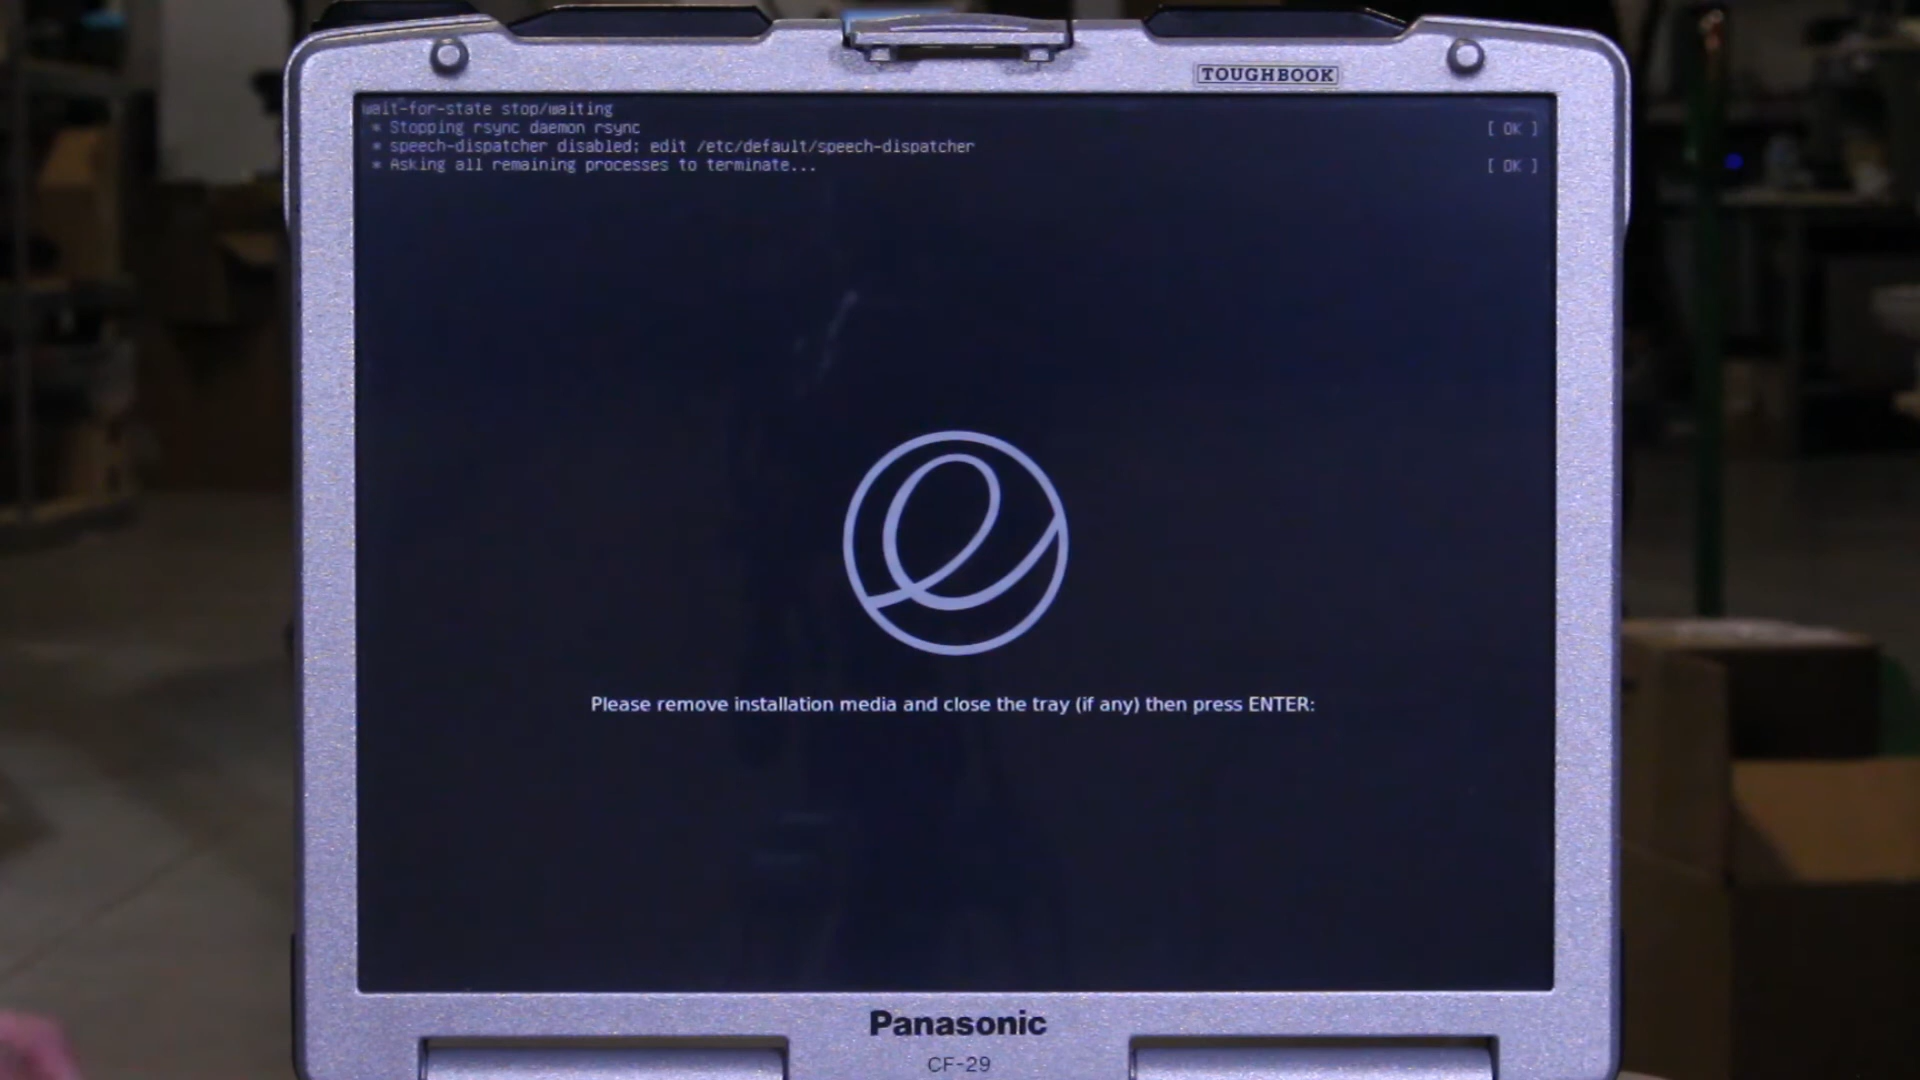 TOUGHBOOK
wait-for-state stop/waiting
* Stopping rsync daemon rsync [ OK ]
* speech-dispatcher disabled; edit /etc/default/speech-dispatcher
* Asking all remaining processes to terminate... [ OK ]
Please remove installation media and close the tray (if any) then press ENTER:
Panasonic
CF-29